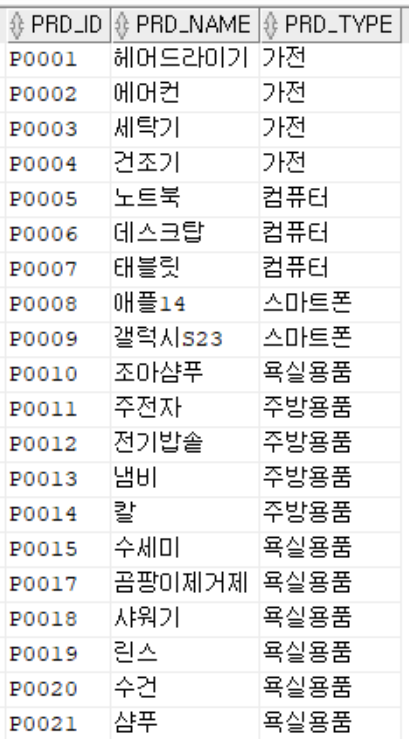 PRD_ID PRD_NAME PRD_TYPE
P0001 헤어드라이기 가전
P0002 에어컨 가전
P0003 세탁기 가전
P0004 건조기 가전
P0005 노트북 컴퓨터
P0006 데스크탑 컴퓨터
P0007 태블릿 컴퓨터
P0008 애플14 스마트폰
P0009 갤럭시S23 스마트폰
P0010 조아샴푸 욕실용품
P0011 주전자 주방용품
P0012 전기밥솥 주방용품
P0013 냄비 주방용품
P0014 칼 주방용품
P0015 수세미 욕실용품
P0017 곰팡이제거제 욕실용품
P0018 샤워기 욕실용품
P0019 린스 욕실용품
P0020 수건 욕실용품
P0021 샴푸 욕실용품